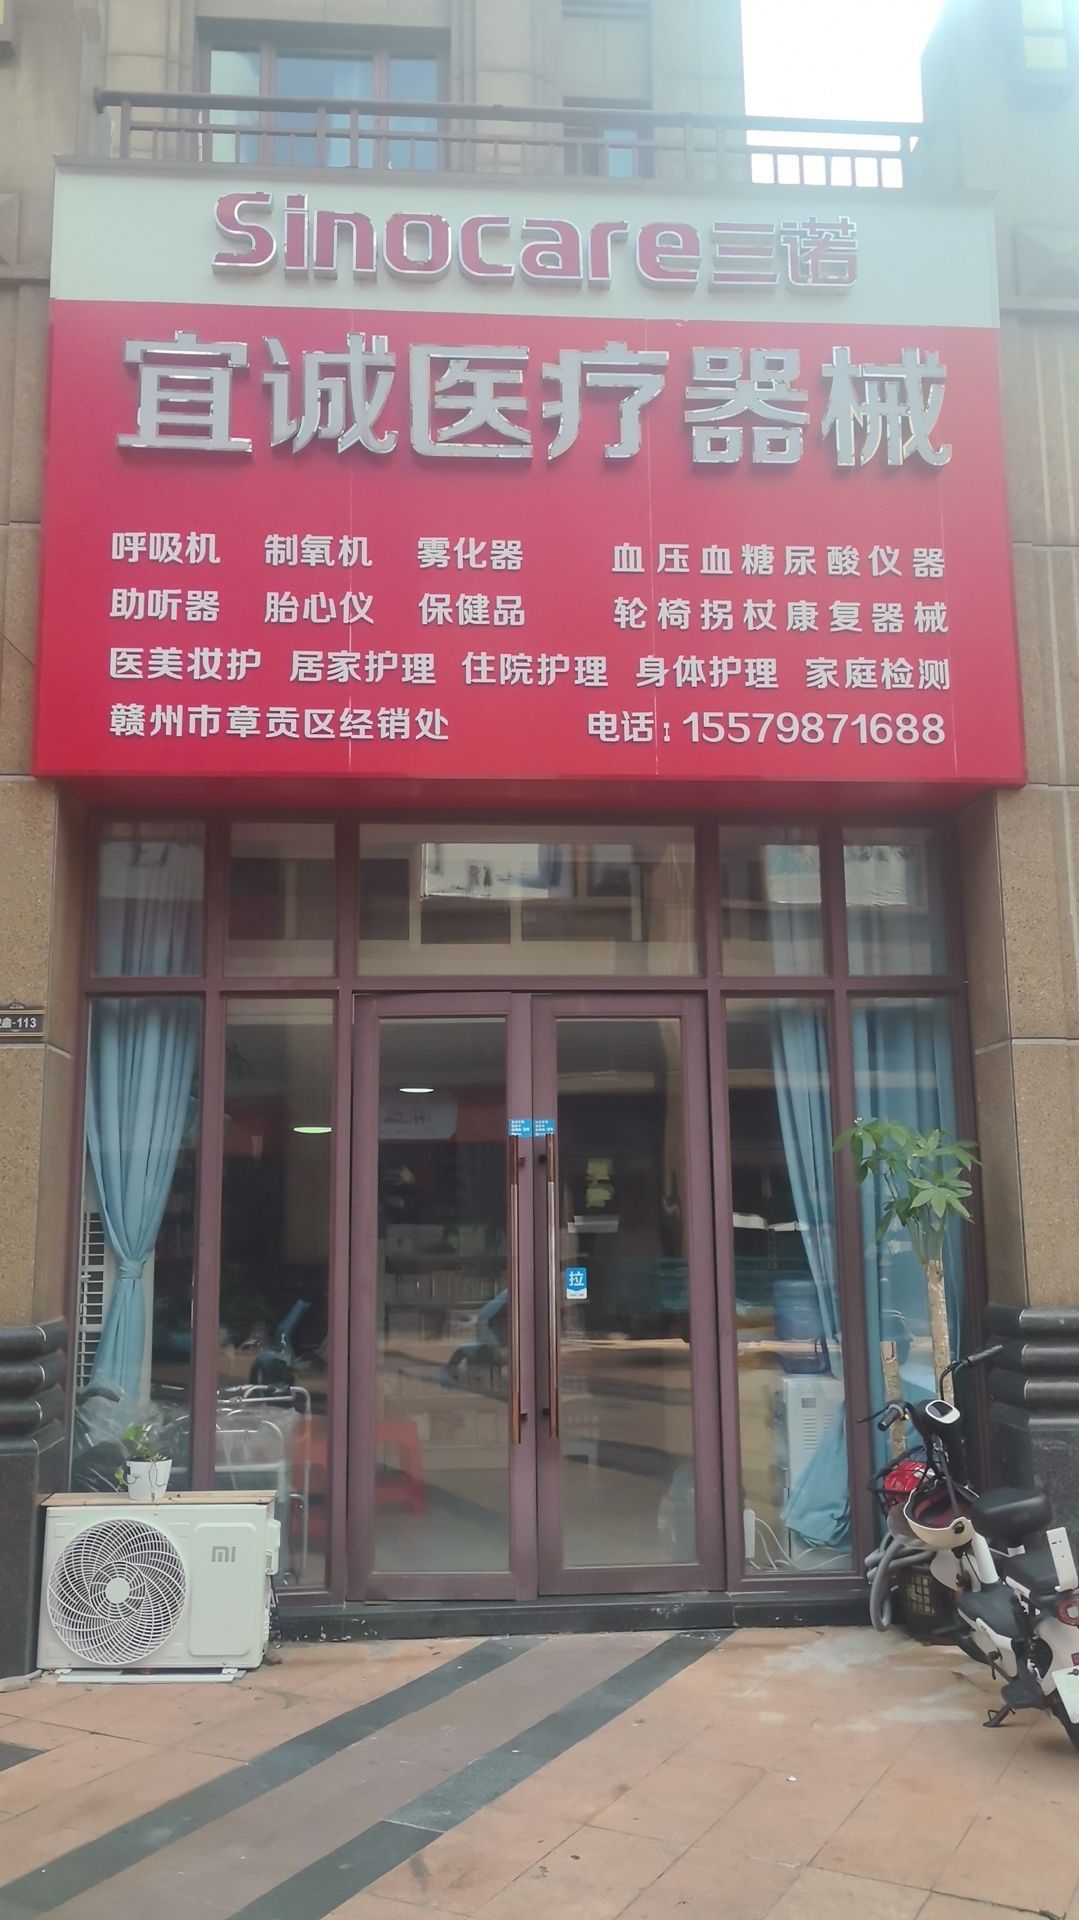 Sinocare三诺
宜诚医疗器械
呼吸机 制氧机 雾化器 血压血糖尿酸仪器
助听器 胎心仪 保健品 轮椅拐杖康复器械
医美妆护 居家护理 住院护理 身体护理 家庭检测
赣州市章贡区经销处 电话：15579871688
-113
拉
mi